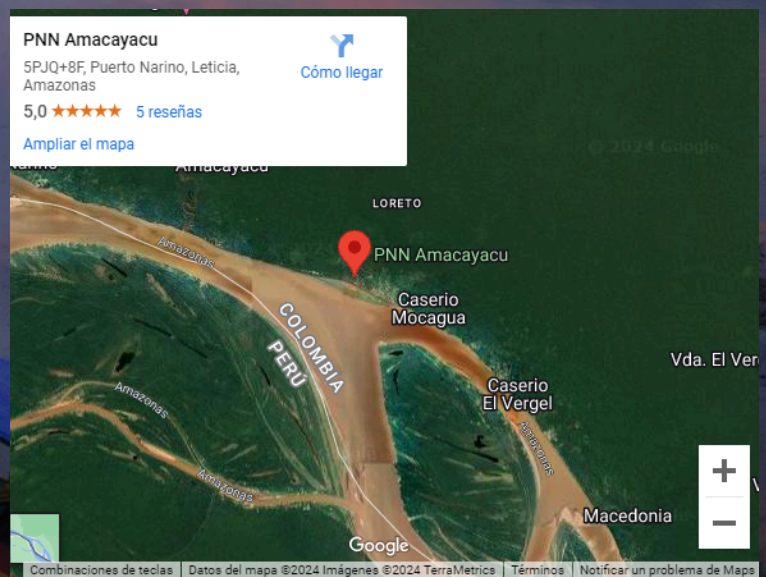 PNN Amacayacu
5PJQ+8F, Puerto Narino, Leticia,
Amazonas
5,0
5 reseñas
Ampliar el mapa
Cómo llegar
© 2024 Google
Amacayacu
LORETO
Amazonas
PNN Amacayacu
Caserio
Mocagua
COLOMBIA
PERÚ
Vda. El Ver
Caserio
El Vergel
Amazonas
Amazonas
Amazonas
Macedonia
Google
Combinaciones de teclas
Datos del mapa ©2024 Imágenes ©2024 TerraMetrics
Términos
Notificar un problema de Maps